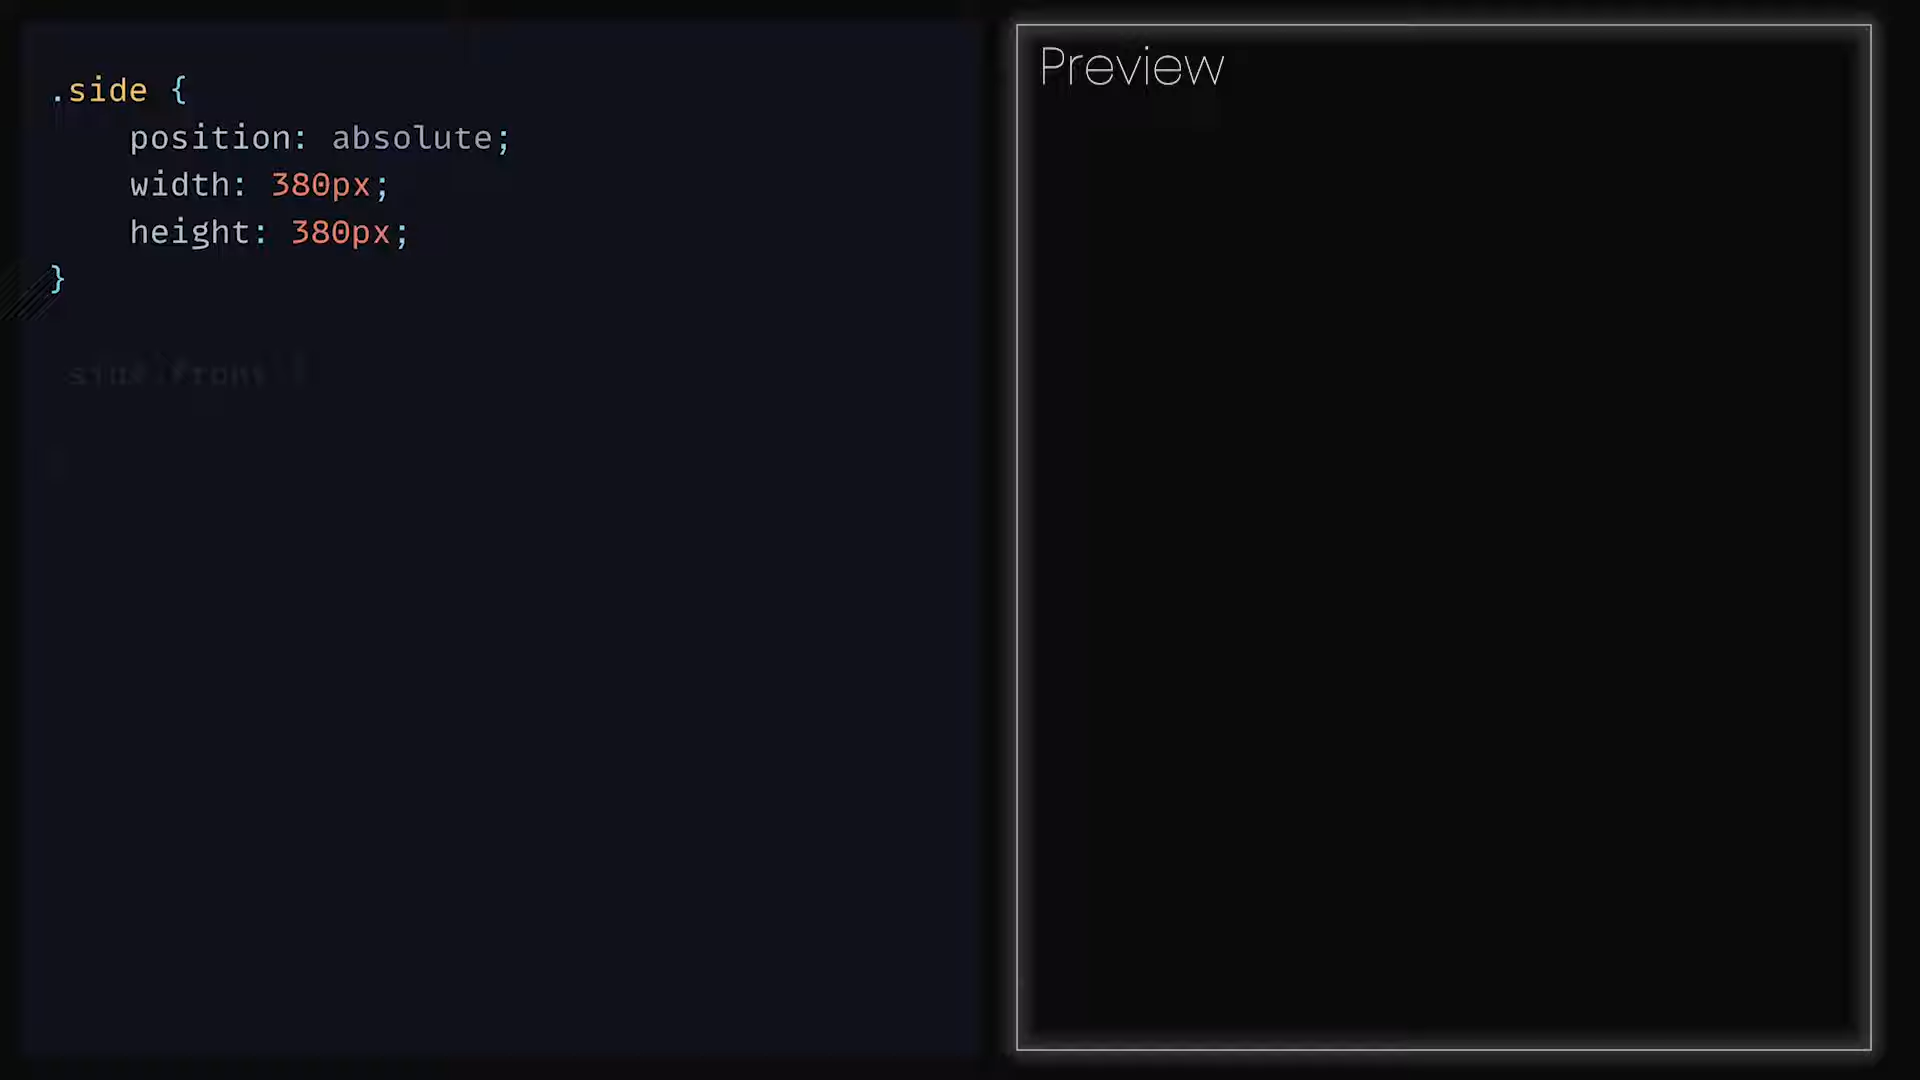 .side {
    position: absolute;
    width: 380px;
    height: 380px;
}
Preview